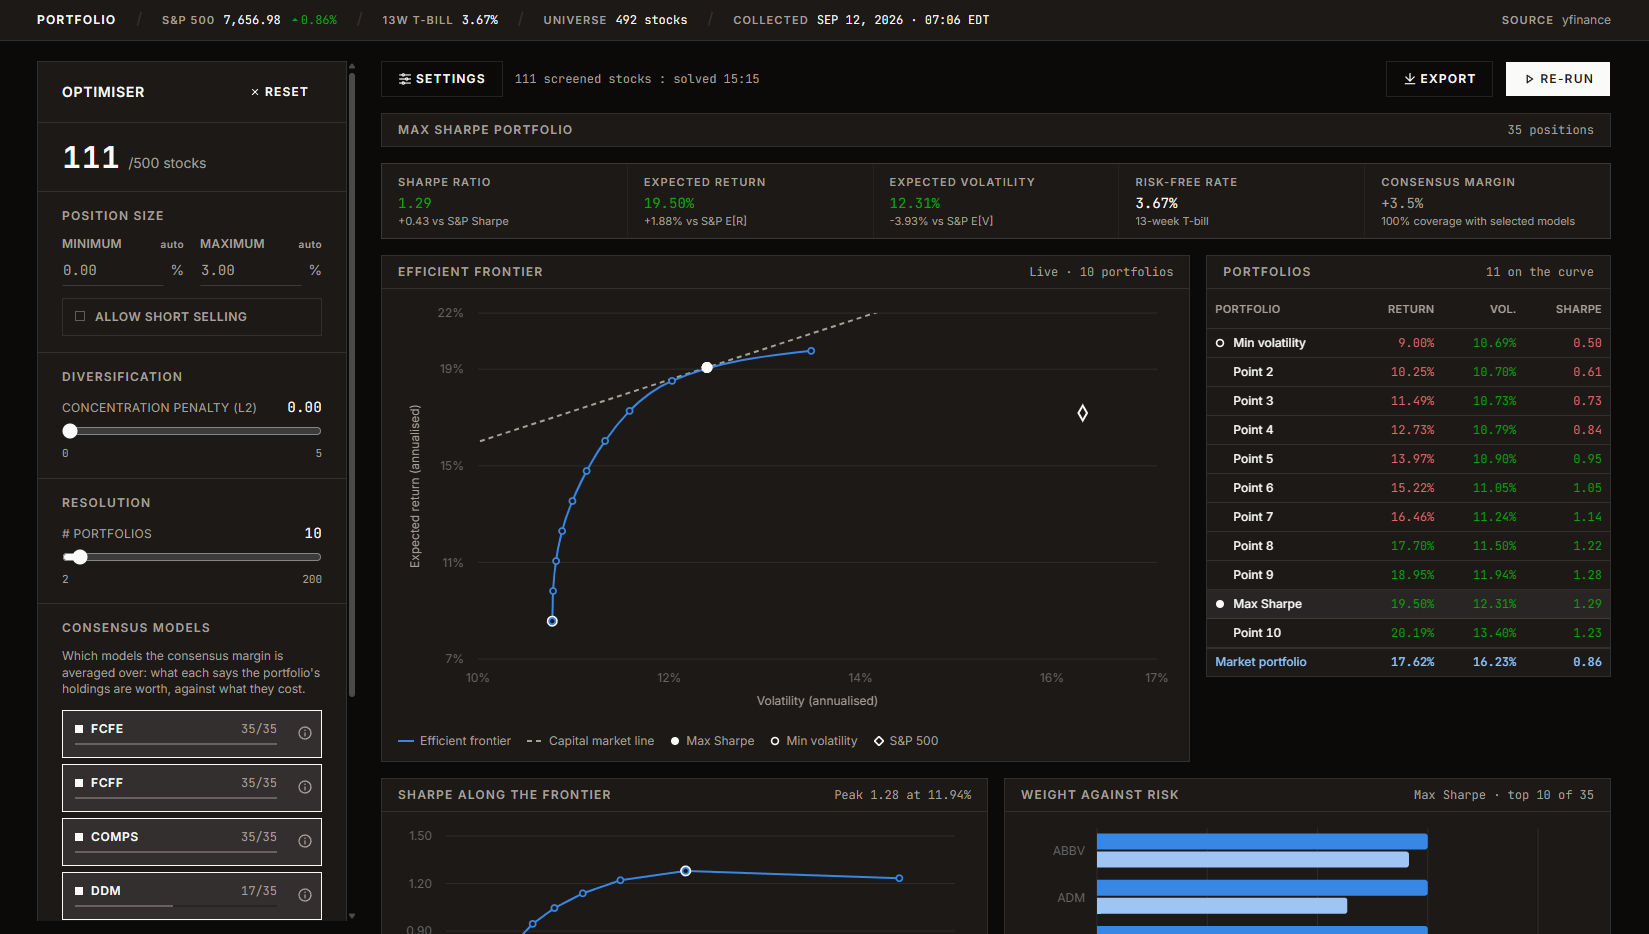 PORTFOLIO / S&P 500 7,656.98 0.86% / 13W T-BILL 3.67% / UNIVERSE 492 stocks / COLLECTED SEP 12, 2026 · 07:06 EDT SOURCE yfinance
OPTIMISER × RESET
111 /500 stocks
POSITION SIZE
MINIMUM auto MAXIMUM auto
0.00 % 3.00 %
ALLOW SHORT SELLING
DIVERSIFICATION
CONCENTRATION PENALTY (L2) 0.00
0 5
RESOLUTION
# PORTFOLIOS 10
2 200
CONSENSUS MODELS
Which models the consensus margin is
averaged over: what each says the portfolio's
holdings are worth, against what they cost.
FCFE 35/35
FCFF 35/35
COMPS 35/35
DDM 17/35
SETTINGS 111 screened stocks : solved 15:15 EXPORT RE-RUN
MAX SHARPE PORTFOLIO 35 positions
SHARPE RATIO
1.29
+0.43 vs S&P Sharpe
EXPECTED RETURN
19.50%
+1.88% vs S&P E[R]
EXPECTED VOLATILITY
12.31%
-3.93% vs S&P E[V]
RISK-FREE RATE
3.67%
13-week T-bill
CONSENSUS MARGIN
+3.5%
100% coverage with selected models
EFFICIENT FRONTIER Live · 10 portfolios
22%
19%
15%
11%
7%
Expected return (annualised)
10% 12% 14% 16% 17%
Volatility (annualised)
Efficient frontier Capital market line Max Sharpe Min volatility S&P 500
PORTFOLIOS 11 on the curve
PORTFOLIO RETURN VOL. SHARPE
Min volatility 9.00% 10.69% 0.50
Point 2 10.25% 10.70% 0.61
Point 3 11.49% 10.73% 0.73
Point 4 12.73% 10.79% 0.84
Point 5 13.97% 10.90% 0.95
Point 6 15.22% 11.05% 1.05
Point 7 16.46% 11.24% 1.14
Point 8 17.70% 11.50% 1.22
Point 9 18.95% 11.94% 1.28
Max Sharpe 19.50% 12.31% 1.29
Point 10 20.19% 13.40% 1.23
Market portfolio 17.62% 16.23% 0.86
SHARPE ALONG THE FRONTIER Peak 1.28 at 11.94%
1.50
1.20
0.90
WEIGHT AGAINST RISK Max Sharpe · top 10 of 35
ABBV
ADM